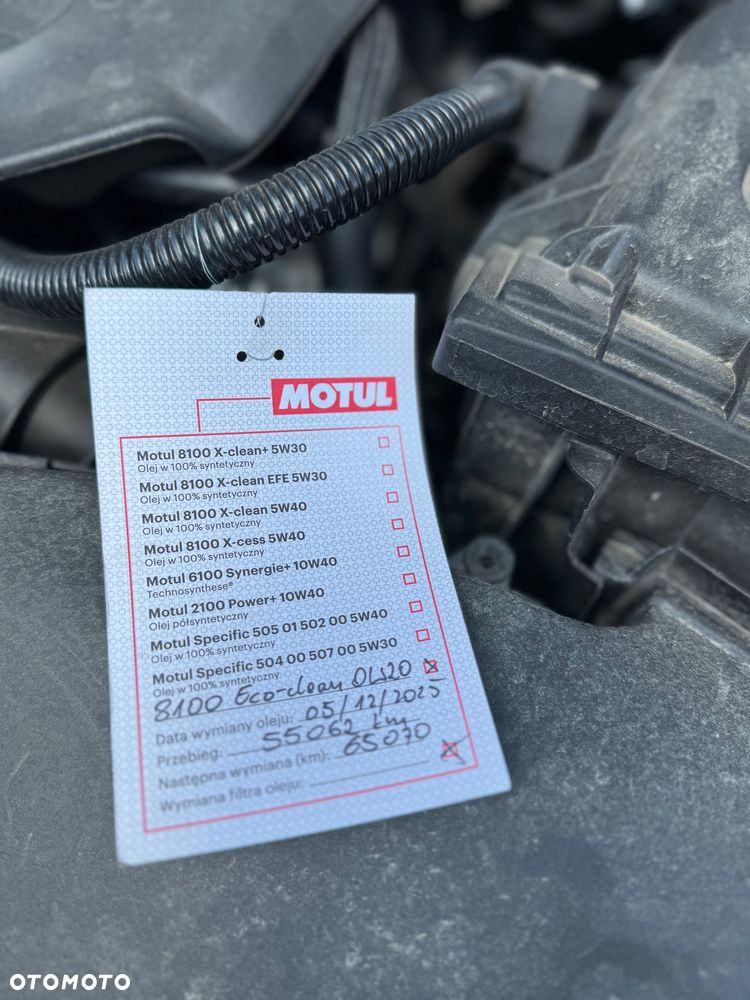 MOTUL
Motul 8100 X-clean+ 5W30
Olej w 100% syntetyczny
Motul 8100 X-clean EFE 5W30
Olej w 100% syntetyczny
Motul 8100 X-clean 5W40
Olej w 100% syntetyczny
Motul 8100 X-cess 5W40
Olej w 100% syntetyczny
Motul 6100 Synergie+ 10W40
Technosynthese®
Motul 2100 Power+ 10W40
Olej półsyntetyczny
Motul Specific 505 01 502 00 5W40
Olej w 100% syntetyczny
Motul Specific 504 00 507 00 5W30
Olej w 100% syntetyczny
8100 Eco-clean 0W20
Data wymiany oleju: 05/12/2025
Przebieg: 55062 km
Następna wymiana (km): 65070
Wymiana filtra oleju:
OTOMOTO